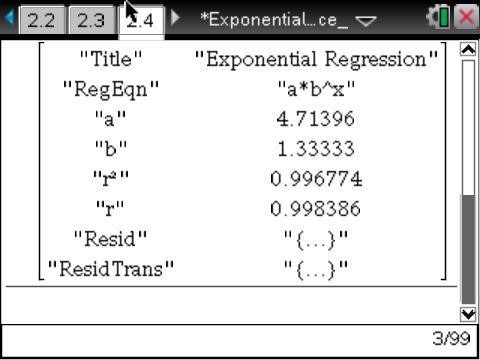 2.2 2.3 2.4 *Exponential...ce_
"Title" "Exponential Regression"
"RegEqn" "a*b^x"
"a" 4.71396
"b" 1.33333
"r²" 0.996774
"r" 0.998386
"Resid" "{...}"
"ResidTrans" "{...}"
3/99